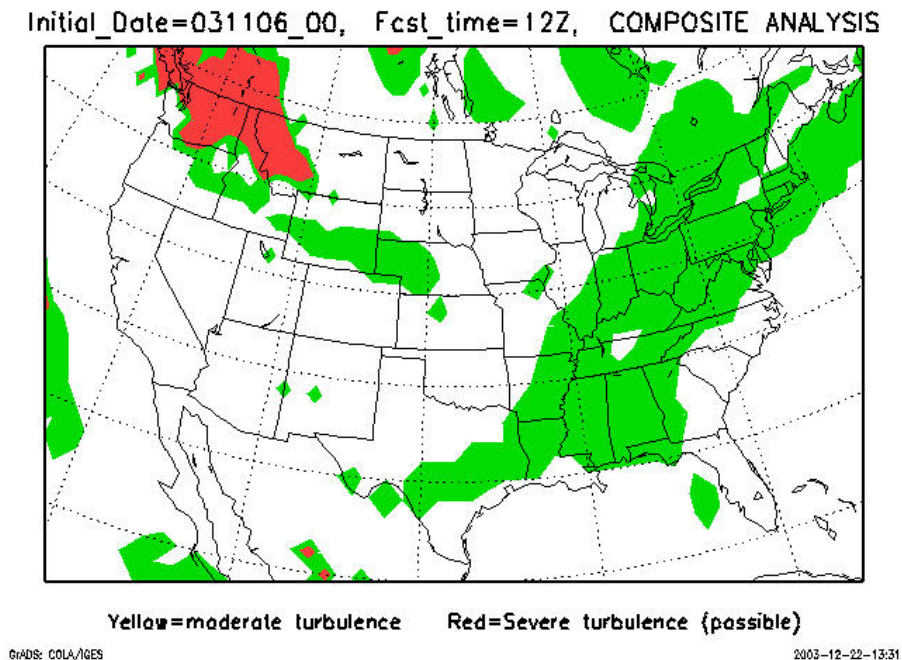 Initial_Date=031106_00, Fcst_time=12Z, COMPOSITE ANALYSIS
Yellow=moderate turbulence Red=Severe turbulence (possible)
GrADS: COLA/IGES 2003-12-22-13:31